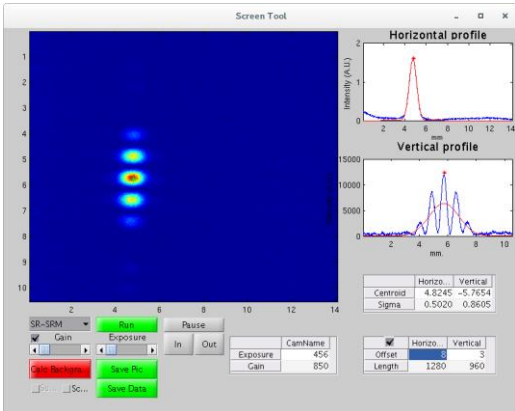 Screen Tool
Horizontal profile
Intensity (A.U.)
2
1
0
0 2 4 6 8 10 12 14
mm
Vertical profile
15000
10000
5000
0
0 2 4 6 8 10
mm.
1
2
3
4
5
6
7
8
9
10
2 4 6 8 10 12 14
Horizo... Vertical
Centroid 4.8245 -5.7654
Sigma 0.5020 0.8605
SR-SRM Run Pause
Gain Exposure
In Out
CamName
Exposure 456
Gain 850
Horizo... Vertical
Offset 8 3
Length 1280 960
Calc Backgra... Save Pic
Sc... Save Data